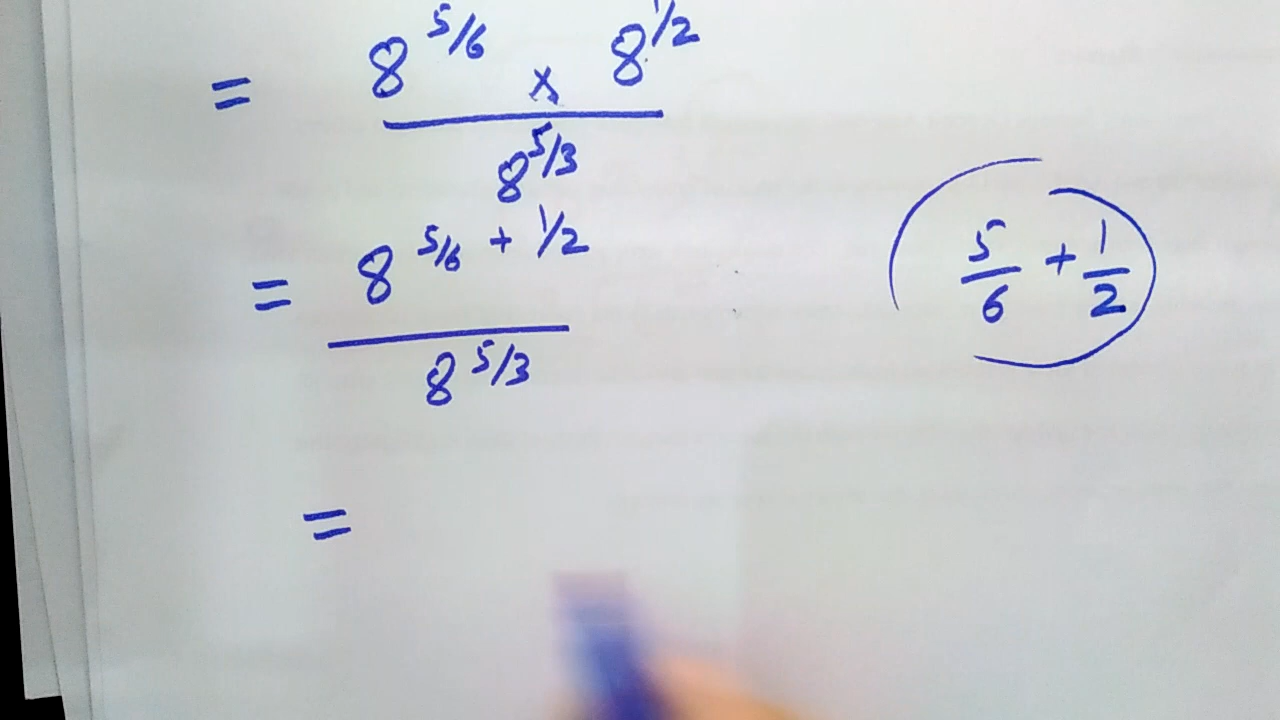 = 8^5/6 × 8^1/2
8^5/3
= 8^5/6 + 1/2
8^5/3
5/6 + 1/2
=